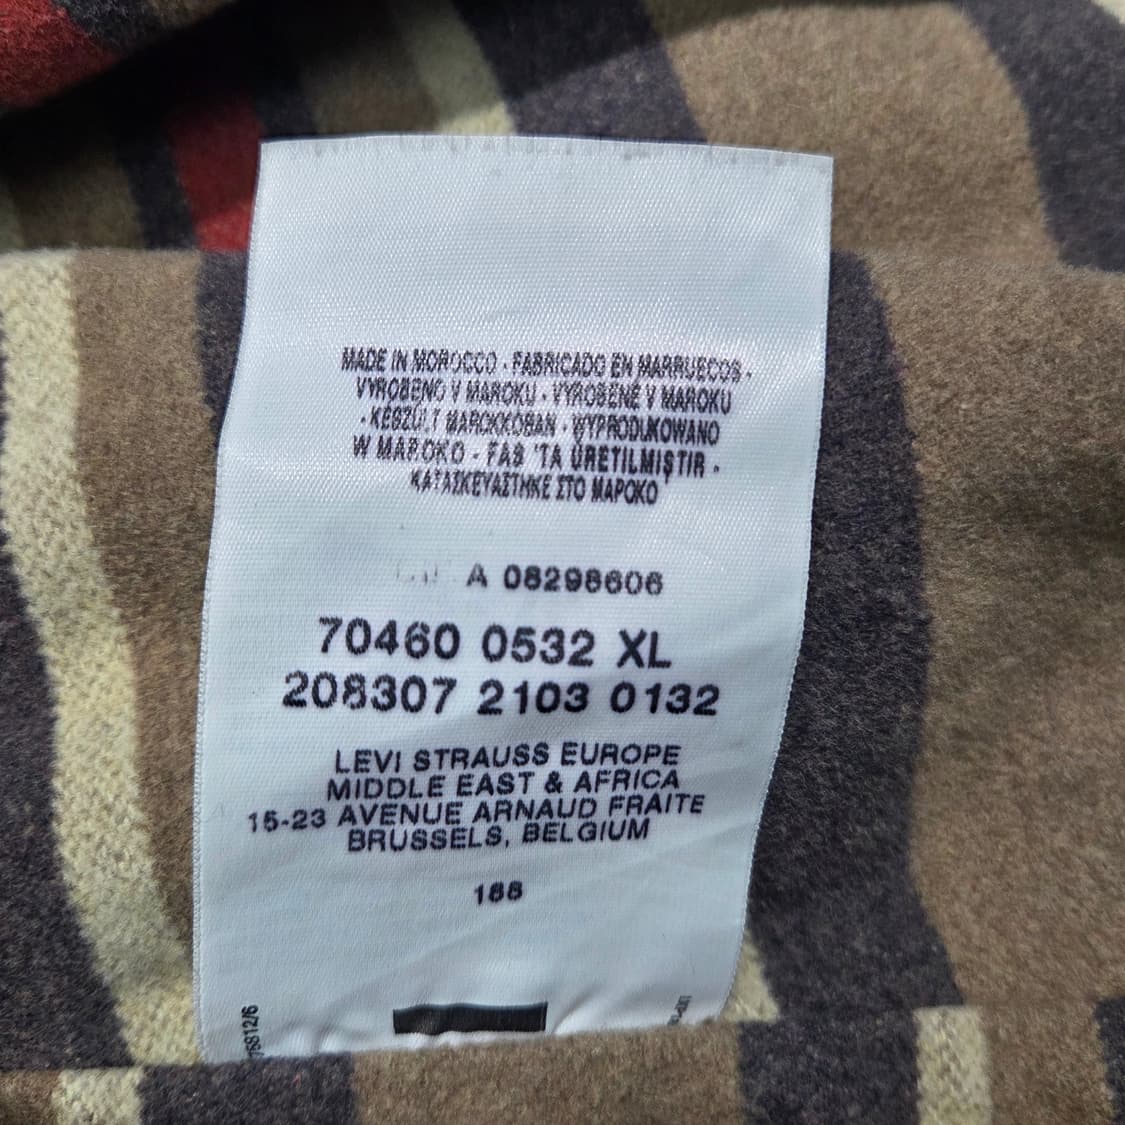 MADE IN MOROCCO - FABRICADO EN MARRUECOS -
VYROBENO V MAROKU - VYROBENÉ V MAROKU
- KÉSZÜLT MAROKKÓBAN - WYPRODUKOWANO
W MAROKO - FAS 'TA ÜRETILMIŞTIR -
ΚΑΤΑΣΚΕΥΑΣΤΗΚΕ ΣΤΟ ΜΑΡΟΚΟ
A 08298606
70460 0532 XL
208307 2103 0132
LEVI STRAUSS EUROPE
MIDDLE EAST & AFRICA
15-23 AVENUE ARNAUD FRAITE
BRUSSELS, BELGIUM
188